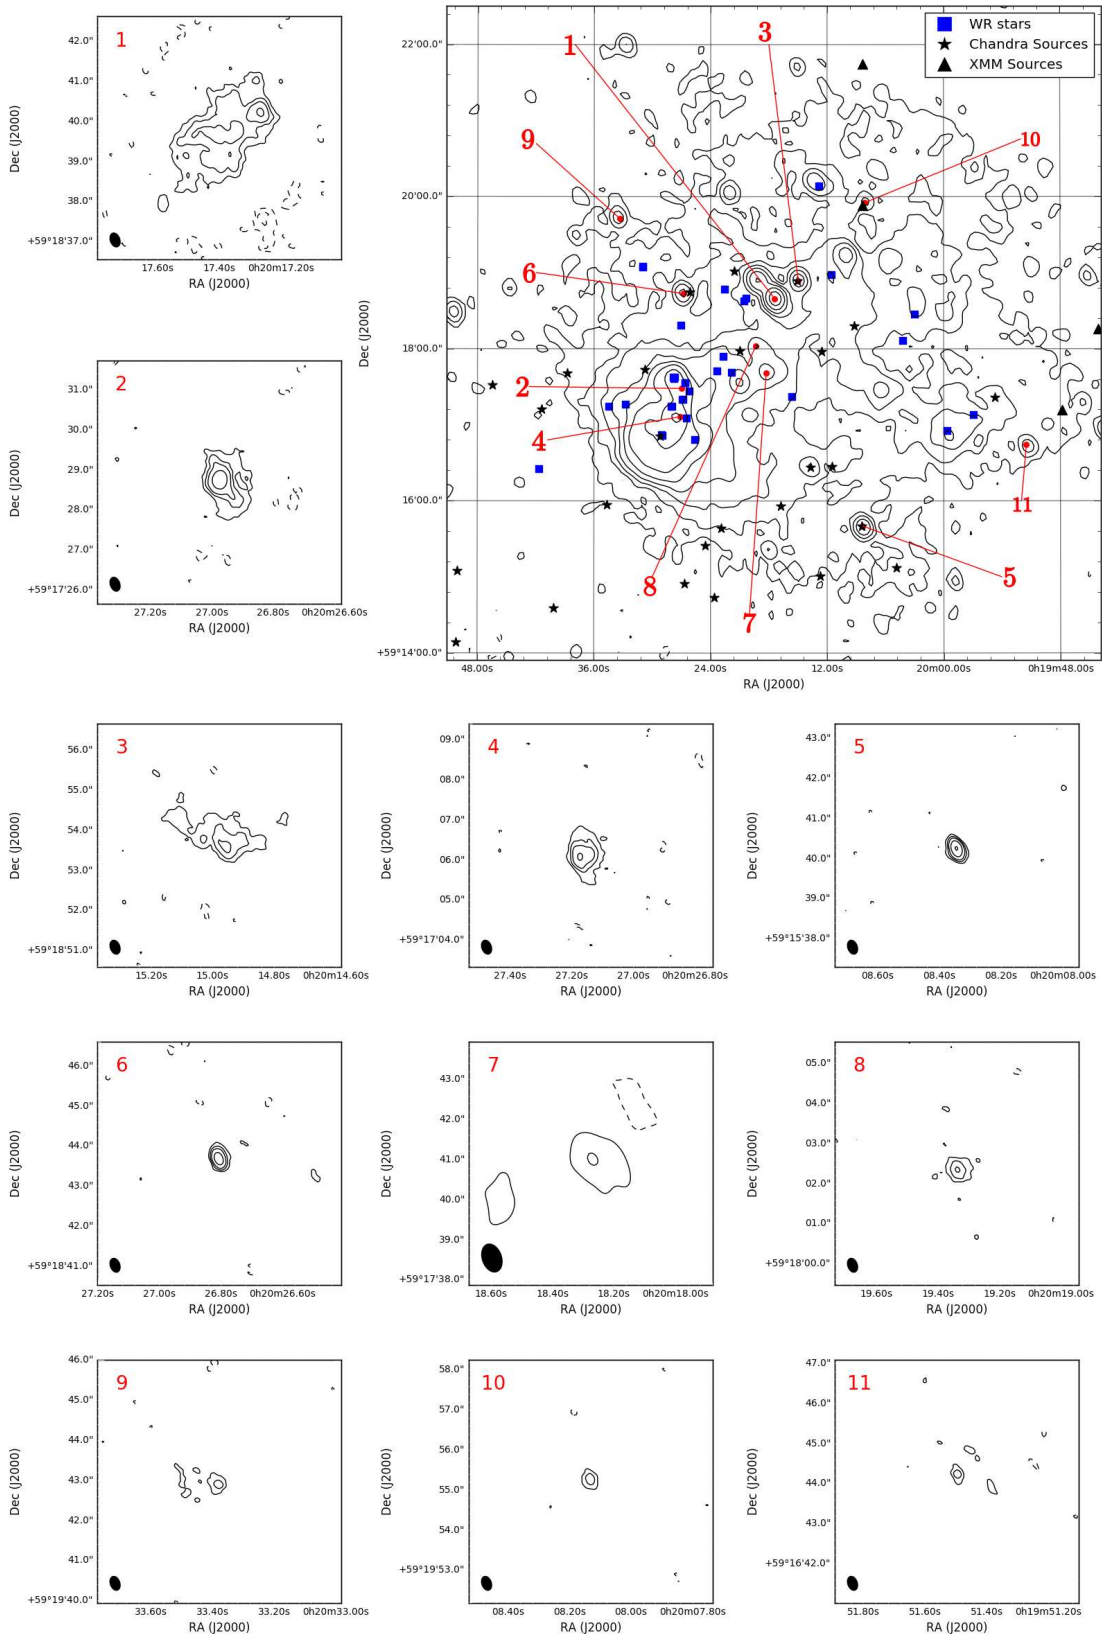 1
42.0"
41.0"
40.0"
39.0"
38.0"
+59°18'37.0"
17.60s 17.40s 0h20m17.20s
RA (J2000)
Dec (J2000)
2
31.0"
30.0"
29.0"
28.0"
27.0"
+59°17'26.0"
27.20s 27.00s 26.80s 0h20m26.60s
RA (J2000)
Dec (J2000)
WR stars
Chandra Sources
XMM Sources
22'00.0"
20'00.0"
18'00.0"
16'00.0"
+59°14'00.0"
1
3
9
10
6
2
4
11
8
5
7
48.00s 36.00s 24.00s 12.00s 20m00.00s 0h19m48.00s
RA (J2000)
Dec (J2000)
3
56.0"
55.0"
54.0"
53.0"
52.0"
+59°18'51.0"
15.20s 15.00s 14.80s 0h20m14.60s
RA (J2000)
Dec (J2000)
4
09.0"
08.0"
07.0"
06.0"
05.0"
+59°17'04.0"
27.40s 27.20s 27.00s 0h20m26.80s
RA (J2000)
Dec (J2000)
5
43.0"
42.0"
41.0"
40.0"
39.0"
+59°15'38.0"
08.60s 08.40s 08.20s 0h20m08.00s
RA (J2000)
Dec (J2000)
6
46.0"
45.0"
44.0"
43.0"
42.0"
+59°18'41.0"
27.20s 27.00s 26.80s 0h20m26.60s
RA (J2000)
Dec (J2000)
7
43.0"
42.0"
41.0"
40.0"
39.0"
+59°17'38.0"
18.60s 18.40s 18.20s 0h20m18.00s
RA (J2000)
Dec (J2000)
8
05.0"
04.0"
03.0"
02.0"
01.0"
+59°18'00.0"
19.60s 19.40s 19.20s 0h20m19.00s
RA (J2000)
Dec (J2000)
9
46.0"
45.0"
44.0"
43.0"
42.0"
41.0"
+59°19'40.0"
33.60s 33.40s 33.20s 0h20m33.00s
RA (J2000)
Dec (J2000)
10
58.0"
57.0"
56.0"
55.0"
54.0"
+59°19'53.0"
08.40s 08.20s 08.00s 0h20m07.80s
RA (J2000)
Dec (J2000)
11
47.0"
46.0"
45.0"
44.0"
43.0"
+59°16'42.0"
51.80s 51.60s 51.40s 0h19m51.20s
RA (J2000)
Dec (J2000)